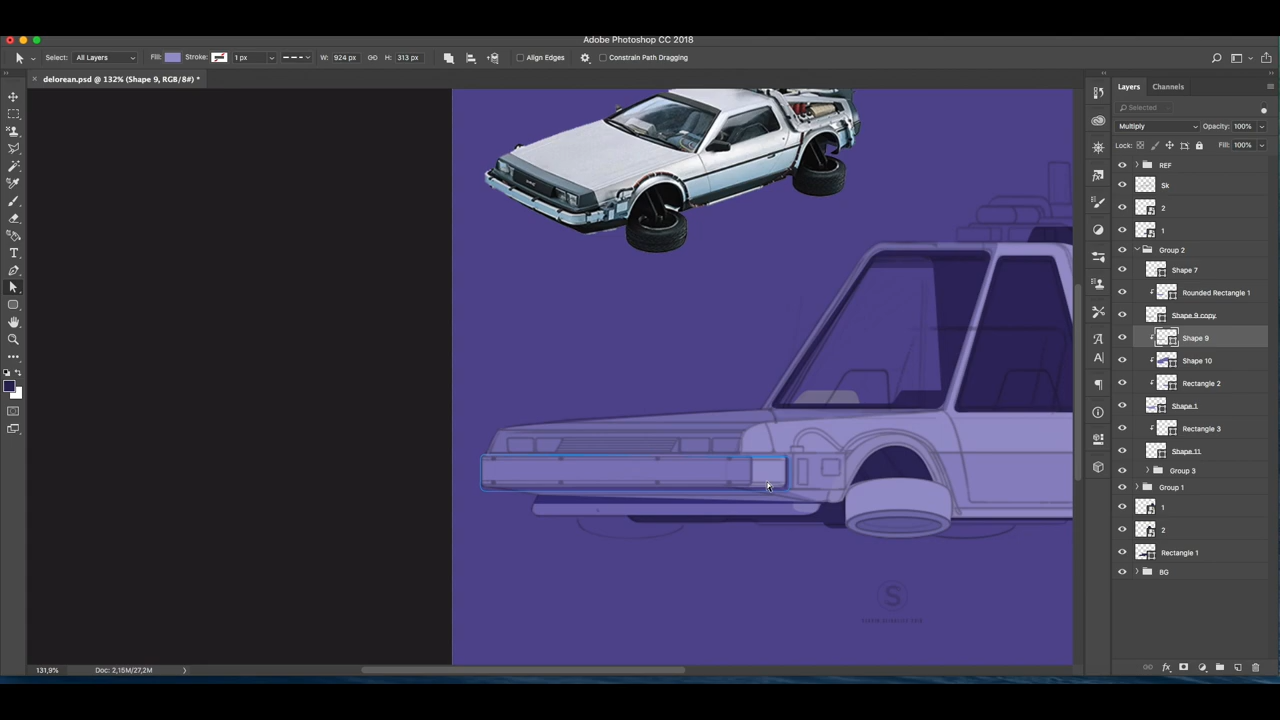 Adobe Photoshop CC 2018
Select: All Layers Fill: Stroke: 1 px W: 924 px H: 313 px Align Edges Constrain Path Dragging
delorean.psd @ 132% (Shape 9, RGB/8#) *
Layers Channels
Selected
Multiply Opacity: 100%
Lock: Fill: 100%
REF
Sk
2
1
Group 2
Shape 7
Rounded Rectangle 1
Shape 9 copy
Shape 9
Shape 10
Rectangle 2
Shape 1
Rectangle 3
Shape 11
Group 3
Group 1
1
2
Rectangle 1
BG
S
131,9% Doc: 2,15M/27,2M